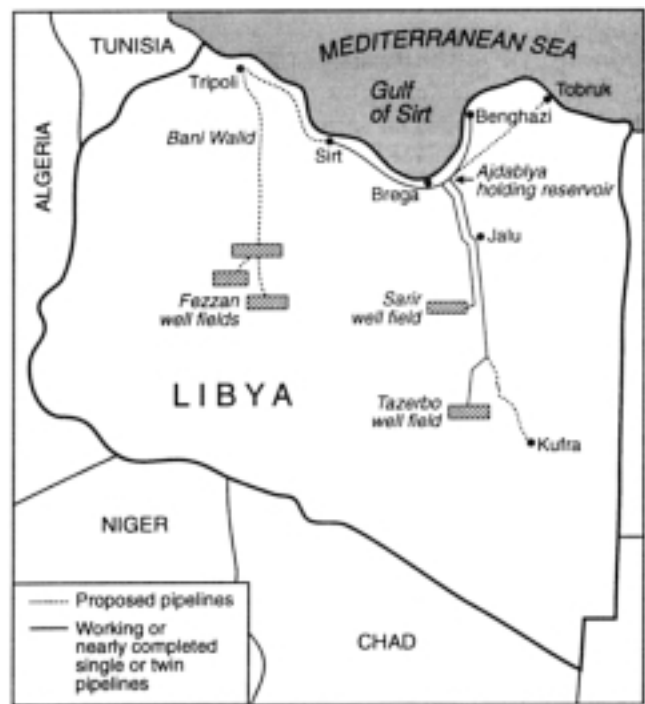 TUNISIA
MEDITERRANEAN SEA
Tripoli
Gulf
of Sirt
Tobruk
Benghazi
ALGERIA
Bani Walid
Sirt
Brega
Ajdabiya
holding reservoir
Jalu
Fezzan
well fields
Sarir
well field
LIBYA
Tazerbo
well field
Kufra
NIGER
CHAD
Proposed pipelines
Working or
nearly completed
single or twin
pipelines